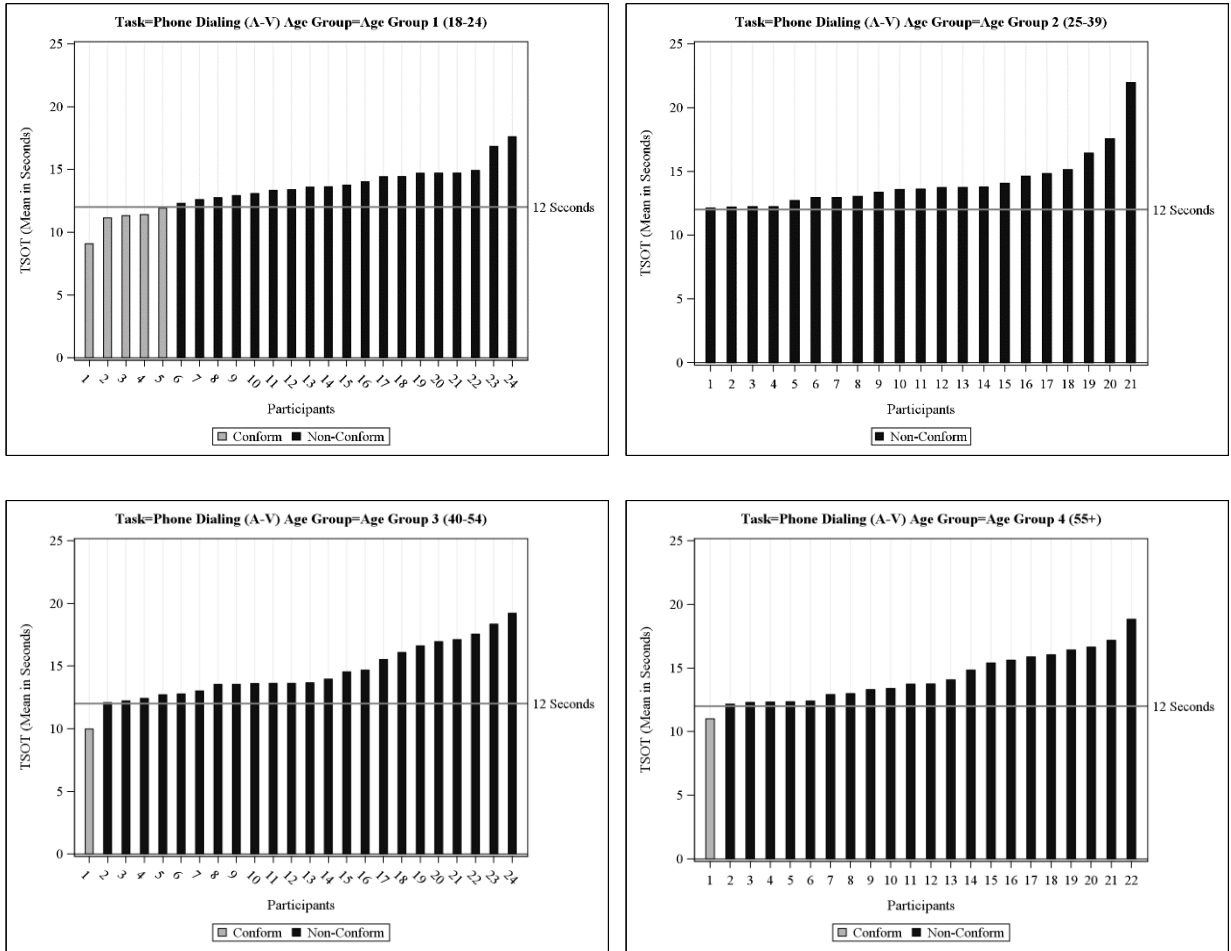 Task=Phone Dialing (A-V) Age Group=Age Group 1 (18-24)
25
20
15
10
5
0
TSOT (Mean in Seconds)
12 Seconds
1 2 3 4 5 6 7 8 9 10 11 12 13 14 15 16 17 18 19 20 21 22 23 24
Participants
Conform Non-Conform
Task=Phone Dialing (A-V) Age Group=Age Group 2 (25-39)
25
20
15
10
5
0
TSOT (Mean in Seconds)
12 Seconds
1 2 3 4 5 6 7 8 9 10 11 12 13 14 15 16 17 18 19 20 21
Participants
Non-Conform
Task=Phone Dialing (A-V) Age Group=Age Group 3 (40-54)
25
20
15
10
5
0
TSOT (Mean in Seconds)
12 Seconds
1 2 3 4 5 6 7 8 9 10 11 12 13 14 15 16 17 18 19 20 21 22 23 24
Participants
Conform Non-Conform
Task=Phone Dialing (A-V) Age Group=Age Group 4 (55+)
25
20
15
10
5
0
TSOT (Mean in Seconds)
12 Seconds
1 2 3 4 5 6 7 8 9 10 11 12 13 14 15 16 17 18 19 20 21 22
Participants
Conform Non-Conform